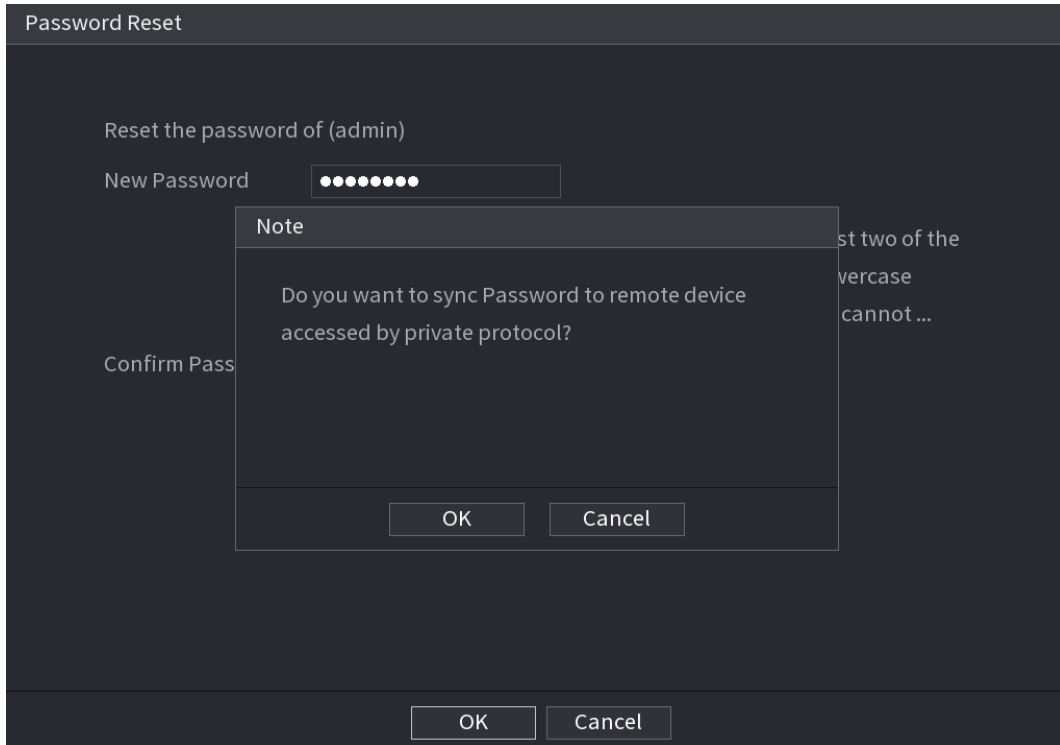 Password Reset
Reset the password of (admin)
New Password ●●●●●●●●
Note
st two of the
Do you want to sync Password to remote device
accessed by private protocol?
wercase
cannot ...
Confirm Pass
OK Cancel
OK Cancel